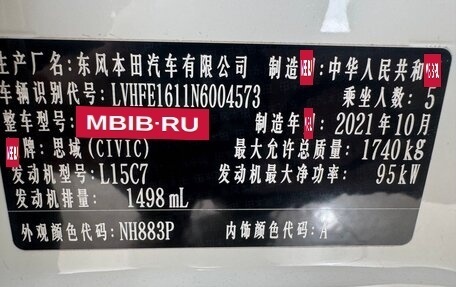 生产厂名：东风本田汽车有限公司 制造 ：中华人民共和
车辆识别代号：LVHFE1611N6004573 乘坐人数：5
整车型号： MBIB-RU 制造年 ：2021年10月
牌：思域(CIVIC) 最大允许总质量：1740kg
发动机型号：L15C7 发动机最大净功率：95kW
发动机排量：1498mL
外观颜色代码：NH883P 内饰颜色代码：A